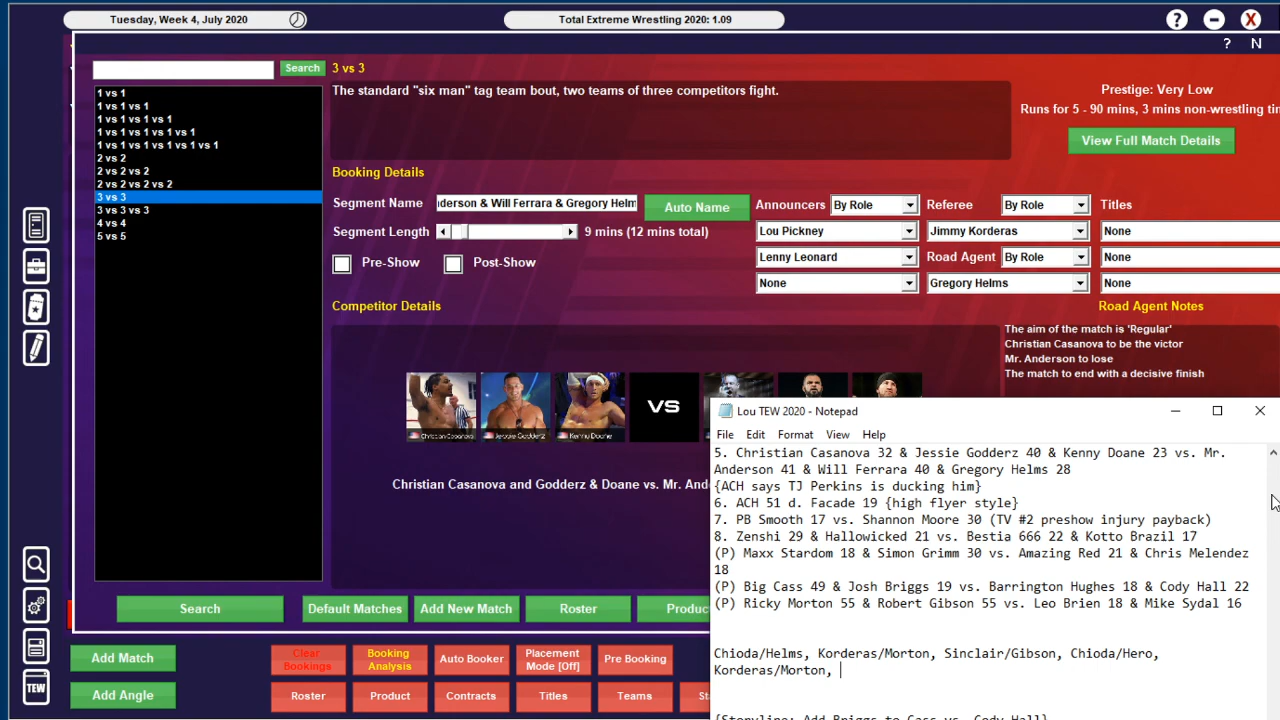 Tuesday, Week 4, July 2020
Total Extreme Wrestling 2020: 1.09
? – X
? N
Search
3 vs 3
1 vs 1
1 vs 1 vs 1
1 vs 1 vs 1 vs 1
1 vs 1 vs 1 vs 1 vs 1
1 vs 1 vs 1 vs 1 vs 1 vs 1
2 vs 2
2 vs 2 vs 2
2 vs 2 vs 2 vs 2
3 vs 3
3 vs 3 vs 3
4 vs 4
5 vs 5
The standard "six man" tag team bout, two teams of three competitors fight.
Prestige: Very Low
Runs for 5 - 90 mins, 3 mins non-wrestling tim
View Full Match Details
Booking Details
Segment Name
derson & Will Ferrara & Gregory Helm
Auto Name
Segment Length
9 mins (12 mins total)
Pre-Show
Post-Show
Announcers
By Role
Lou Pickney
Lenny Leonard
None
Referee
By Role
Jimmy Korderas
Road Agent
By Role
Gregory Helms
Titles
None
None
None
Competitor Details
Road Agent Notes
The aim of the match is 'Regular'
Christian Casanova to be the victor
Mr. Anderson to lose
The match to end with a decisive finish
Christian Casanova
Jessie Godderz
Kenny Doane
VS
Christian Casanova and Godderz & Doane vs. Mr. And
Search
Default Matches
Add New Match
Roster
Produc
Add Match
Add Angle
Clear Bookings
Booking Analysis
Auto Booker
Placement Mode [Off]
Pre Booking
Roster
Product
Contracts
Titles
Teams
St
TEW
Lou TEW 2020 - Notepad
File Edit Format View Help
5. Christian Casanova 32 & Jessie Godderz 40 & Kenny Doane 23 vs. Mr.
Anderson 41 & Will Ferrara 40 & Gregory Helms 28
{ACH says TJ Perkins is ducking him}
6. ACH 51 d. Facade 19 {high flyer style}
7. PB Smooth 17 vs. Shannon Moore 30 (TV #2 preshow injury payback)
8. Zenshi 29 & Hallowicked 21 vs. Bestia 666 22 & Kotto Brazil 17
(P) Maxx Stardom 18 & Simon Grimm 30 vs. Amazing Red 21 & Chris Melendez
18
(P) Big Cass 49 & Josh Briggs 19 vs. Barrington Hughes 18 & Cody Hall 22
(P) Ricky Morton 55 & Robert Gibson 55 vs. Leo Brien 18 & Mike Sydal 16
Chioda/Helms, Korderas/Morton, Sinclair/Gibson, Chioda/Hero,
Korderas/Morton,
{Storyline: Add Briggs to Cass vs. Cody Hall}